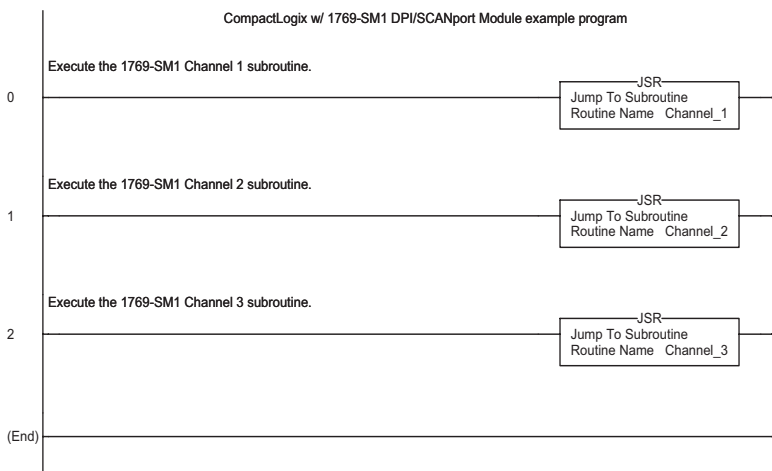 CompactLogix w/ 1769-SM1 DPI/SCANport Module example program
Execute the 1769-SM1 Channel 1 subroutine.
0
JSR
Jump To Subroutine
Routine Name Channel_1
Execute the 1769-SM1 Channel 2 subroutine.
1
JSR
Jump To Subroutine
Routine Name Channel_2
Execute the 1769-SM1 Channel 3 subroutine.
2
JSR
Jump To Subroutine
Routine Name Channel_3
(End)